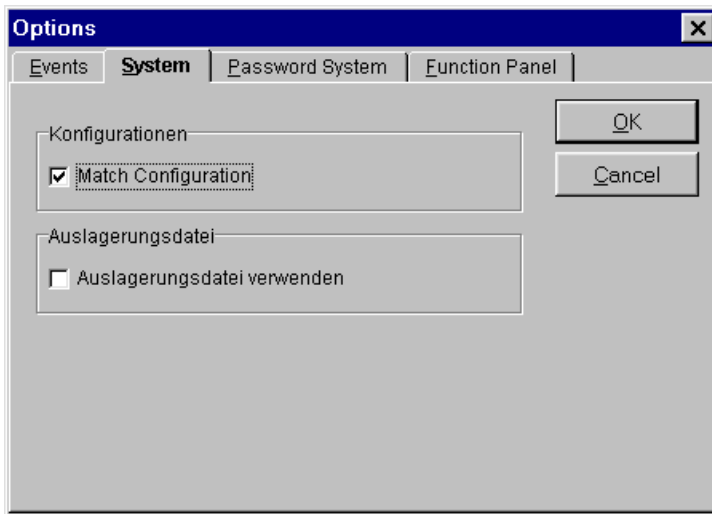 Options
Events System Password System Function Panel
Konfigurationen
OK
Match Configuration
Cancel
Auslagerungsdatei
Auslagerungsdatei verwenden